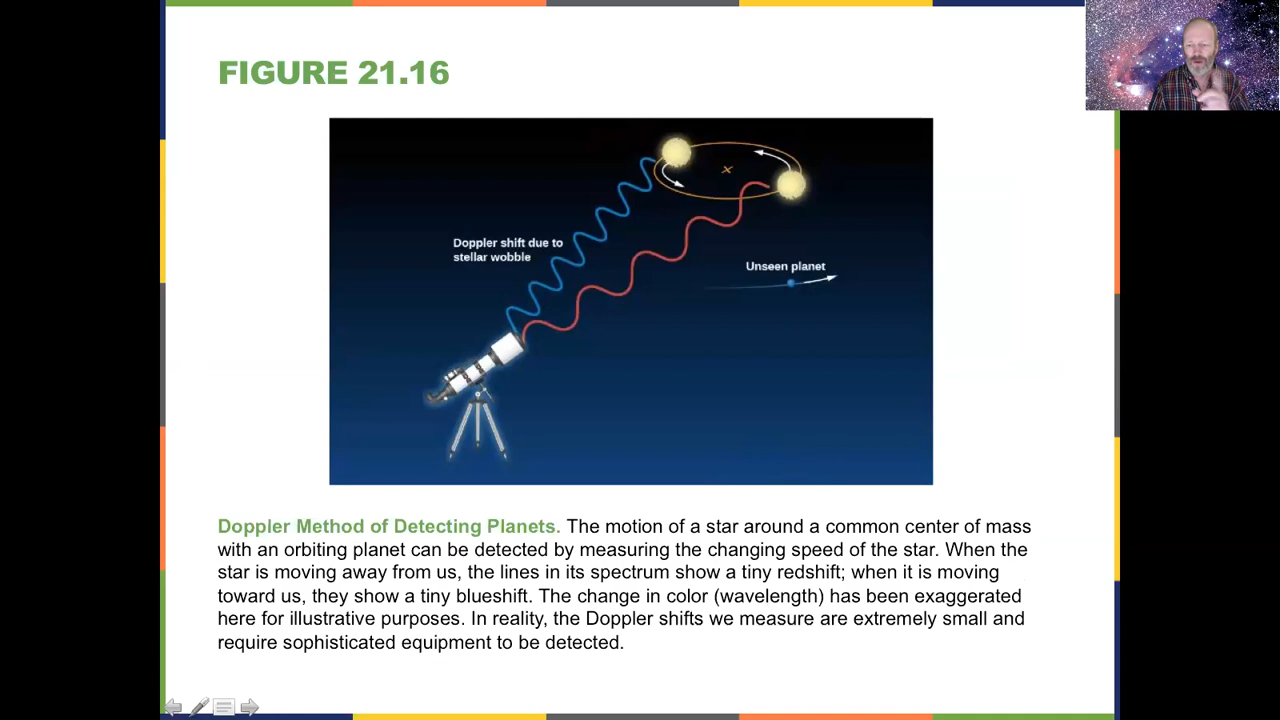 FIGURE 21.16
Doppler shift due to
stellar wobble
Unseen planet
Doppler Method of Detecting Planets. The motion of a star around a common center of mass
with an orbiting planet can be detected by measuring the changing speed of the star. When the
star is moving away from us, the lines in its spectrum show a tiny redshift; when it is moving
toward us, they show a tiny blueshift. The change in color (wavelength) has been exaggerated
here for illustrative purposes. In reality, the Doppler shifts we measure are extremely small and
require sophisticated equipment to be detected.